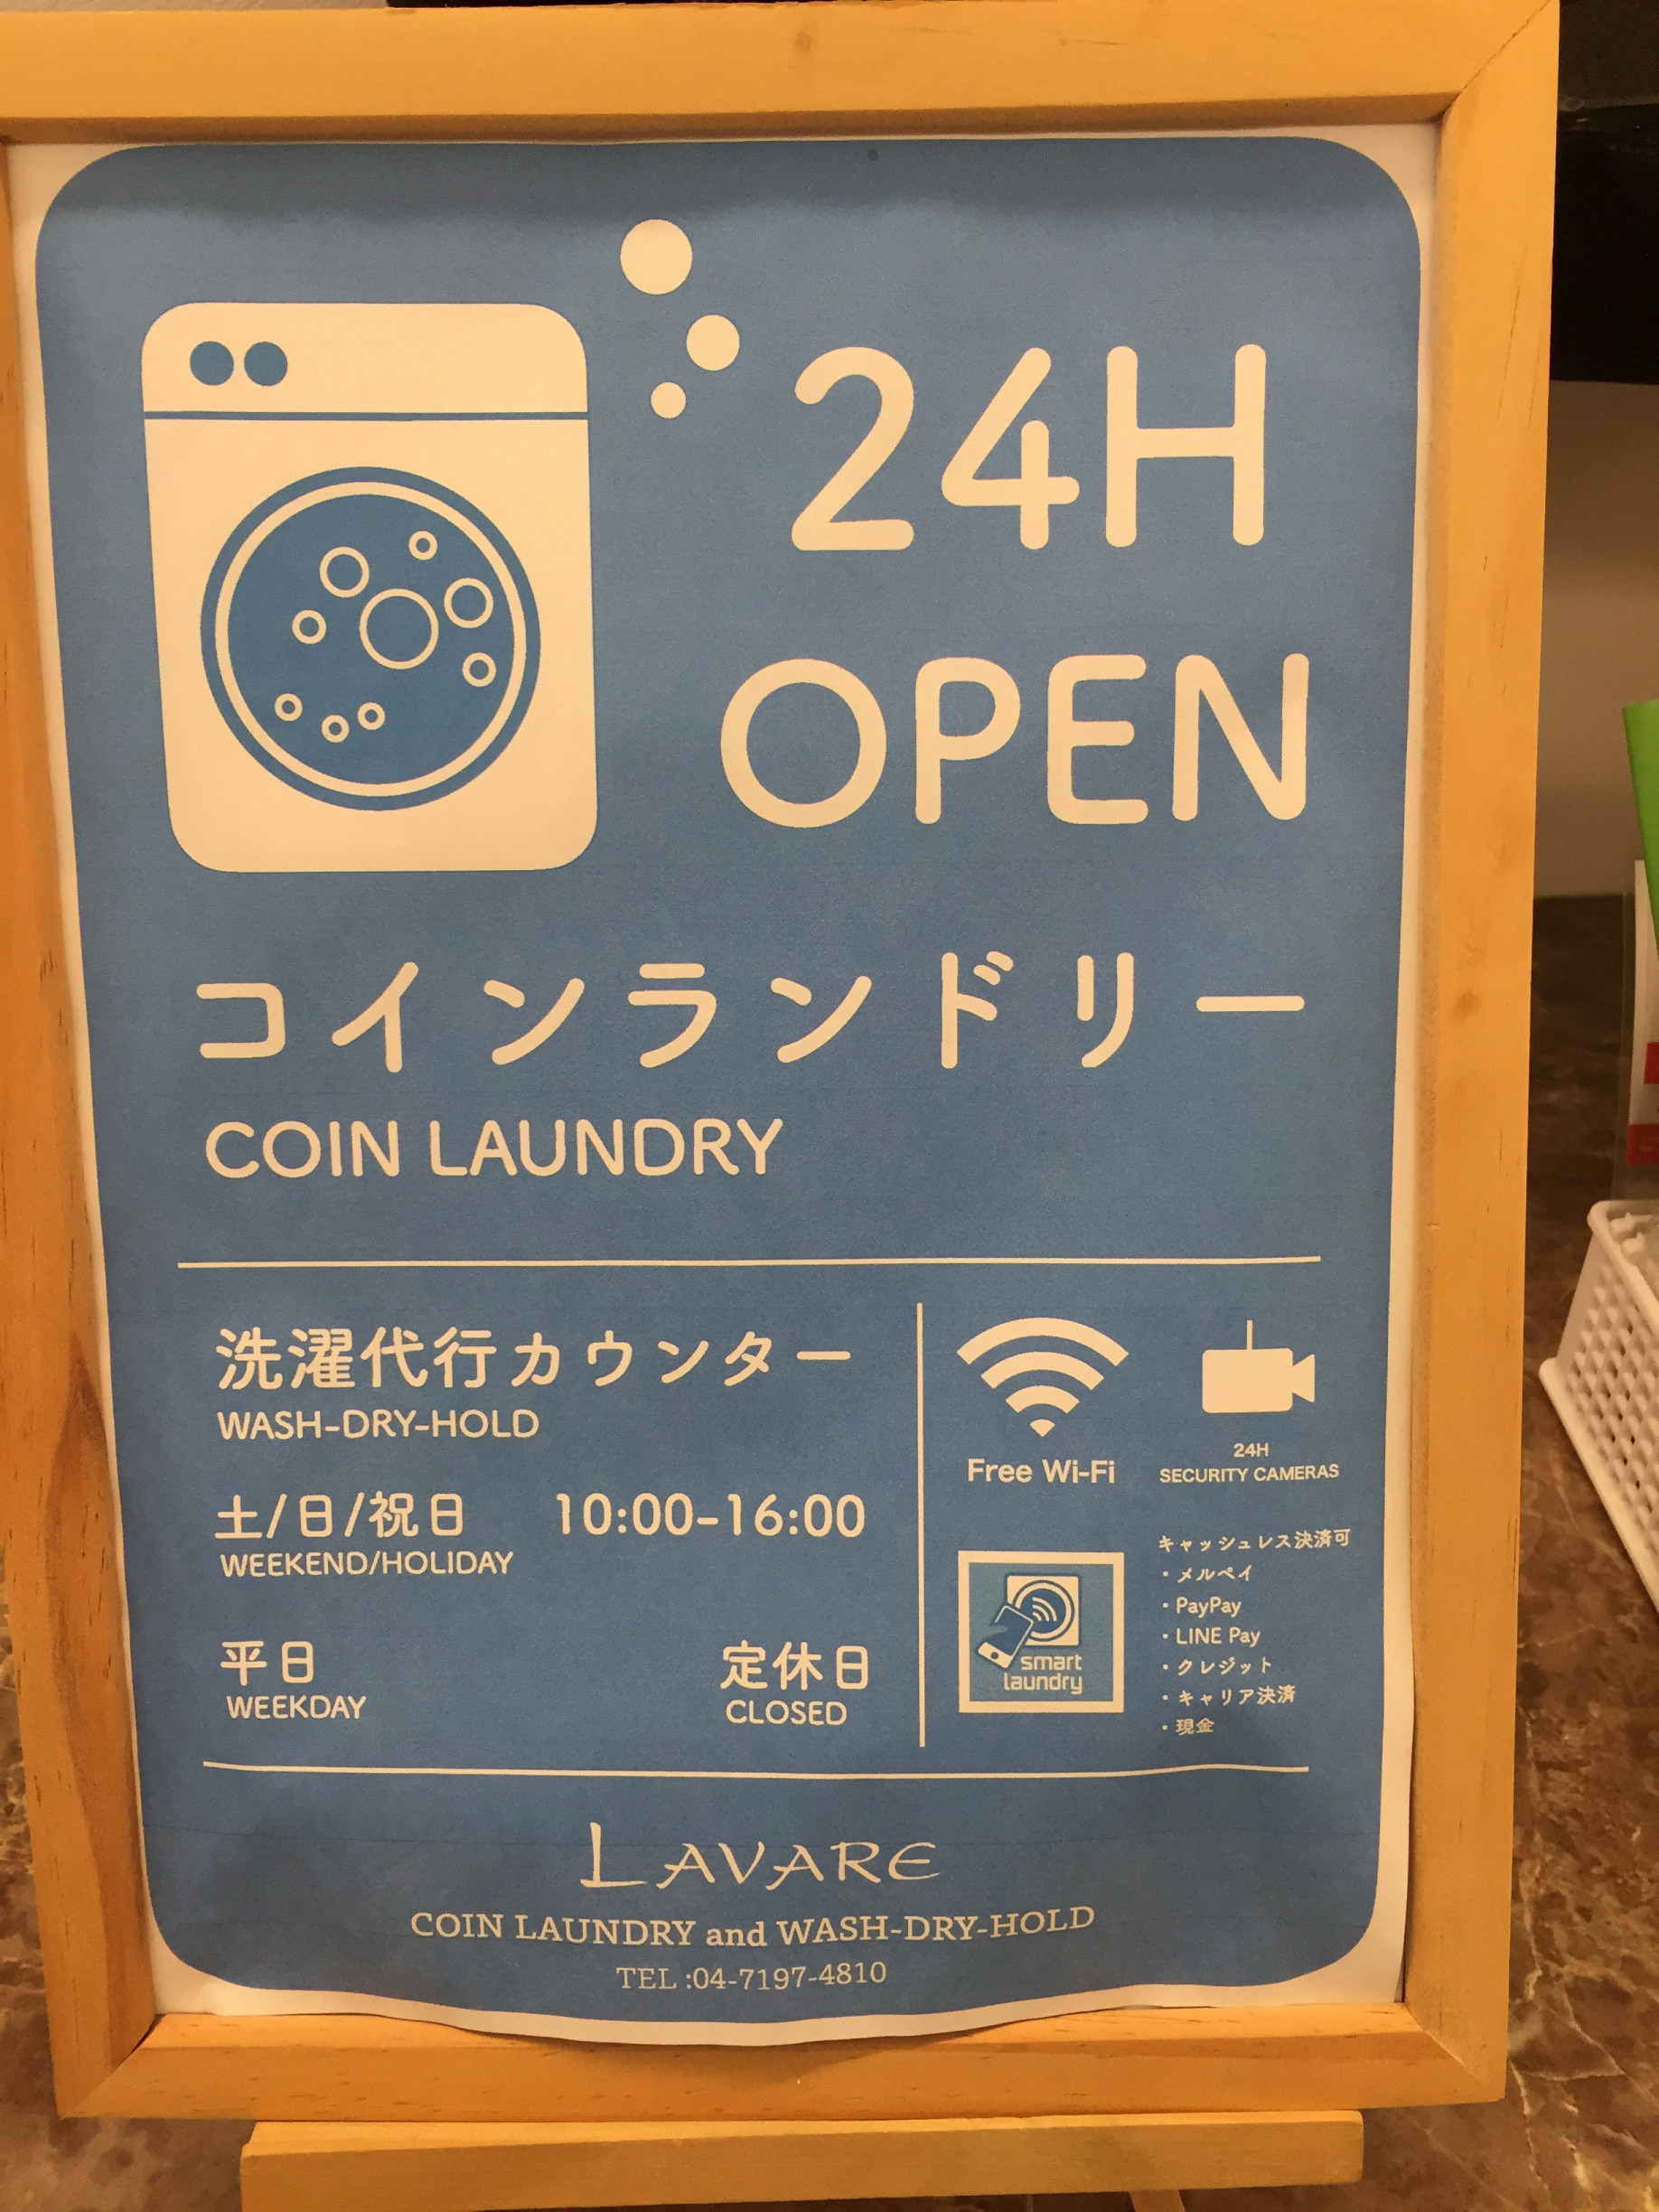 24H
OPEN
コインランドリー
COIN LAUNDRY
洗濯代行カウンター
WASH-DRY-HOLD
土/日/祝日 10:00-16:00
WEEKEND/HOLIDAY
平日 定休日
WEEKDAY CLOSED
Free Wi-Fi
24H
SECURITY CAMERAS
smart
laundry
キャッシュレス決済可
・メルペイ
・PayPay
・LINE Pay
・クレジット
・キャリア決済
・現金
LAVARE
COIN LAUNDRY and WASH-DRY-HOLD
TEL :04-7197-4810